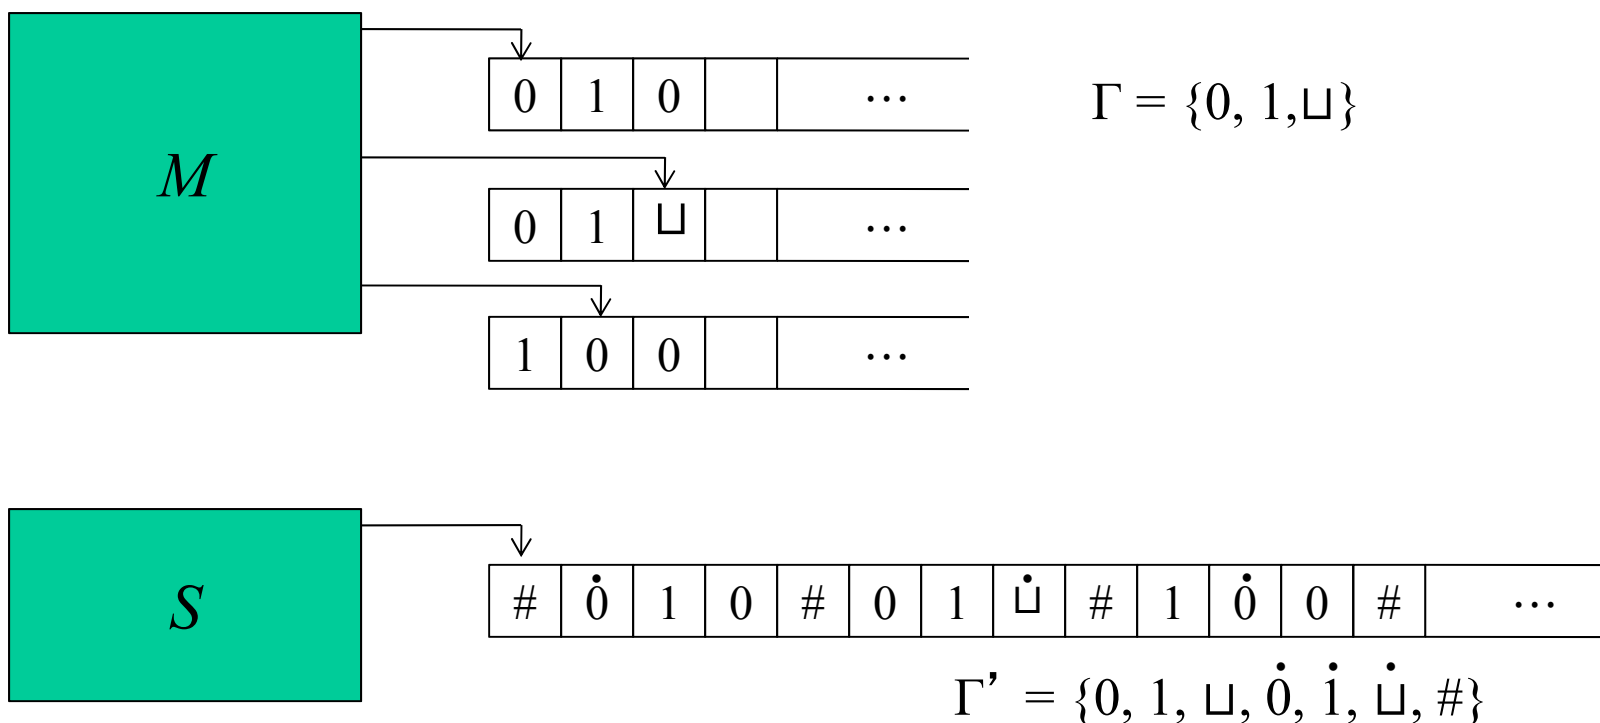 M
0 1 0 ...
Γ = {0, 1,⊔}
0 1 ⊔ ...
1 0 0 ...
S
# 0̇ 1 0 # 0 1 ⊔̇ # 1 0̇ 0 # ...
Γ’ = {0, 1, ⊔, 0̇, 1̇, ⊔̇, #}